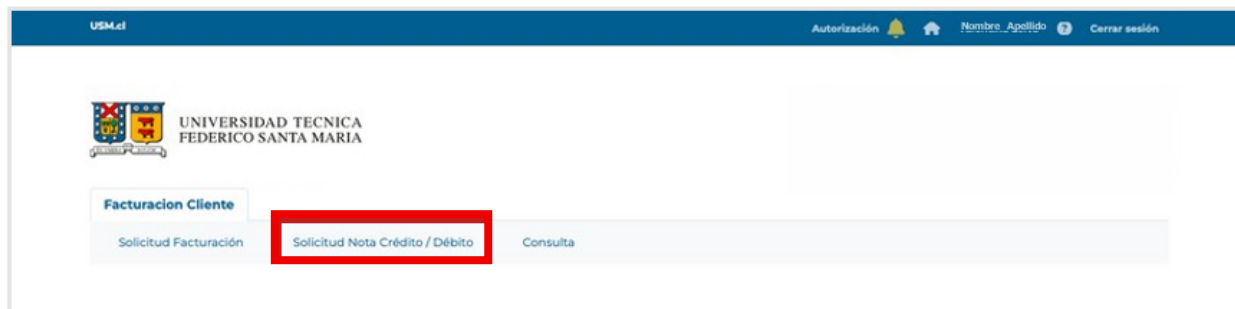 USM.cl
Autorización
Nombre_Apellido
?
Cerrar sesión
UNIVERSIDAD TECNICA
FEDERICO SANTA MARIA
Facturacion Cliente
Solicitud Facturación
Solicitud Nota Crédito / Débito
Consulta